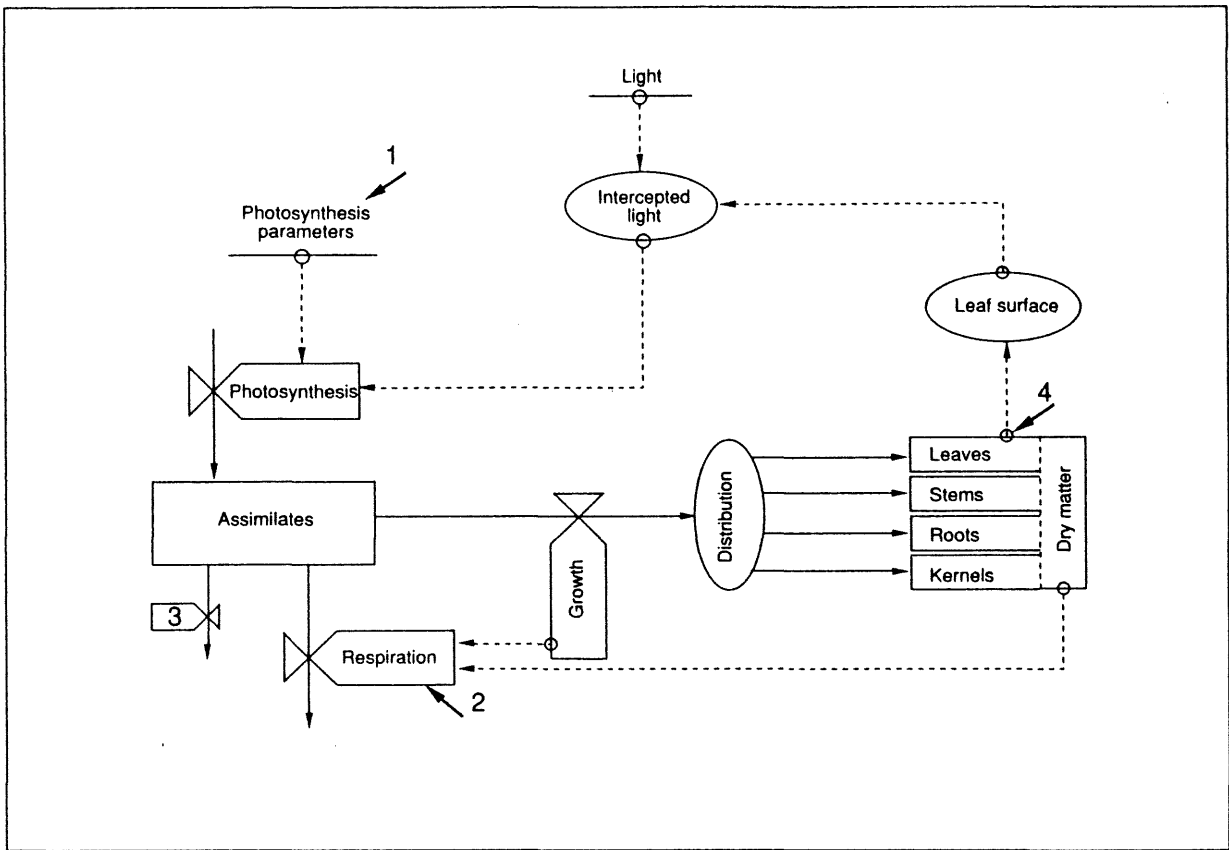 Light
1
Photosynthesis
parameters
Intercepted
light
Leaf surface
Photosynthesis
4
Leaves
Stems
Roots
Kernels
Dry matter
Distribution
Assimilates
Growth
3
Respiration
2